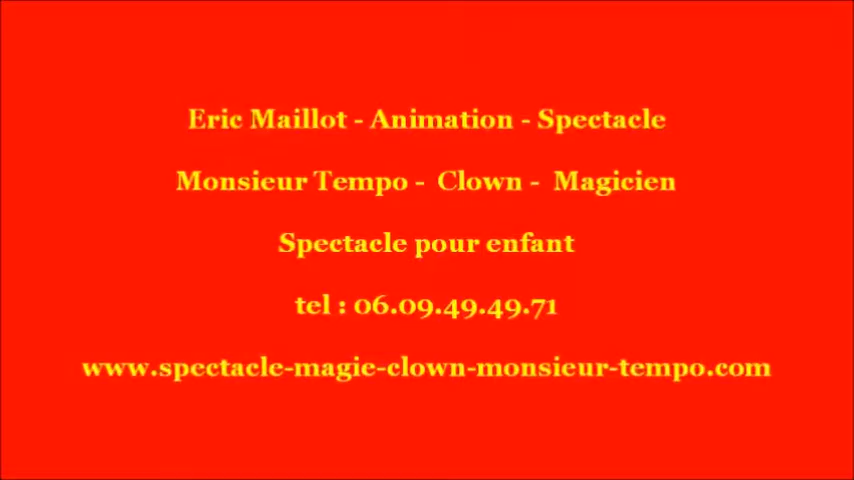 Eric Maillot - Animation - Spectacle
Monsieur Tempo - Clown - Magicien
Spectacle pour enfant
tel : 06.09.49.49.71
www.spectacle-magie-clown-monsieur-tempo.com